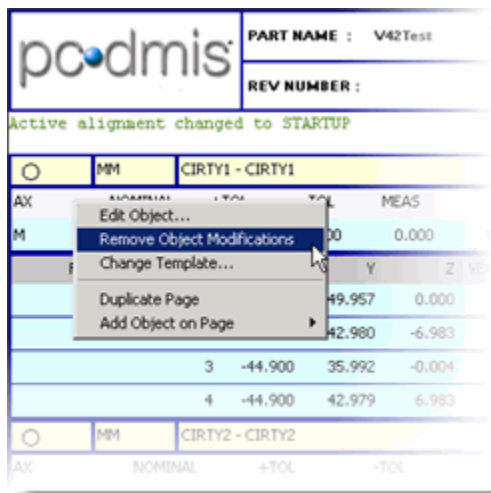 pc dmis
PART NAME : V42Test
REV NUMBER :
Active alignment changed to STARTUP
MM CIRTY1 - CIRTY1
AX NOMINAL +TOL -TOL MEAS
M 0.000
Edit Object...
Remove Object Modifications
Change Template...
Duplicate Page
Add Object on Page
Y Z
49.957 0.000
42.980 -6.983
3 -44.900 35.992 -0.004
4 -44.900 42.979 6.983
MM CIRTY2 - CIRTY2
AX NOMINAL +TOL -TOL